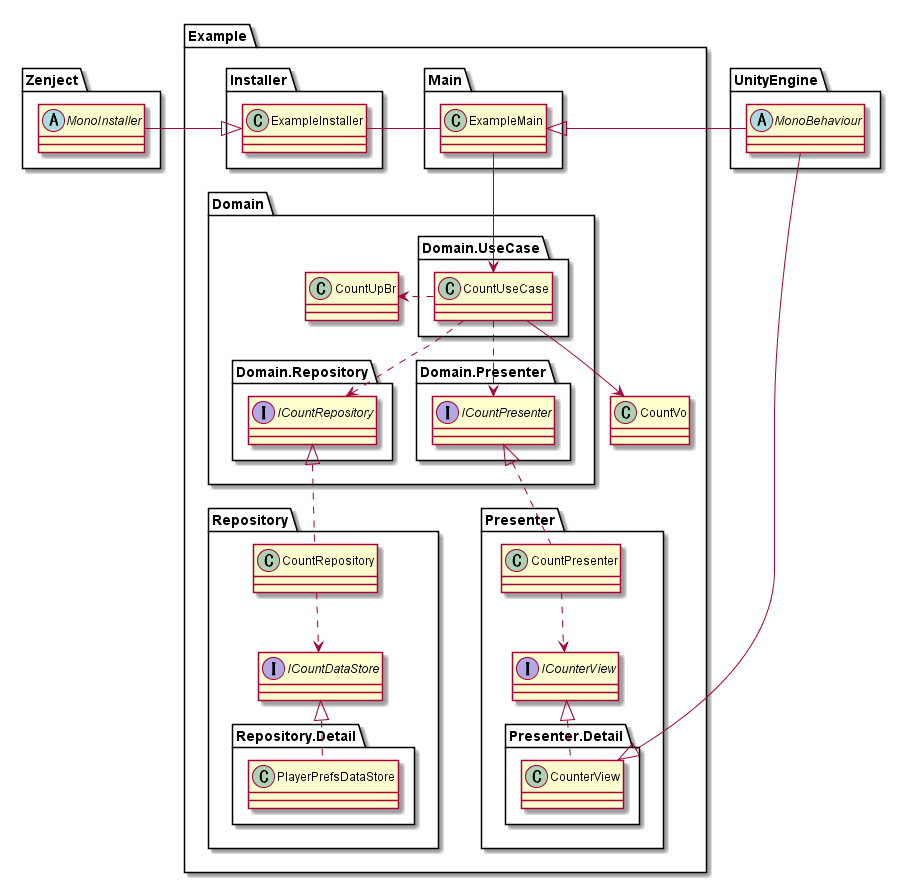 Example
Zenject
Installer
Main
UnityEngine
A MonoInstaller
C ExampleInstaller
C ExampleMain
A MonoBehaviour
Domain
Domain.UseCase
C CountUpBr
C CountUseCase
Domain.Repository
Domain.Presenter
I ICountRepository
I ICountPresenter
C CountVo
Repository
Presenter
C CountRepository
C CountPresenter
I ICountDataStore
I ICounterView
Repository.Detail
Presenter.Detail
C PlayerPrefsDataStore
C CounterView